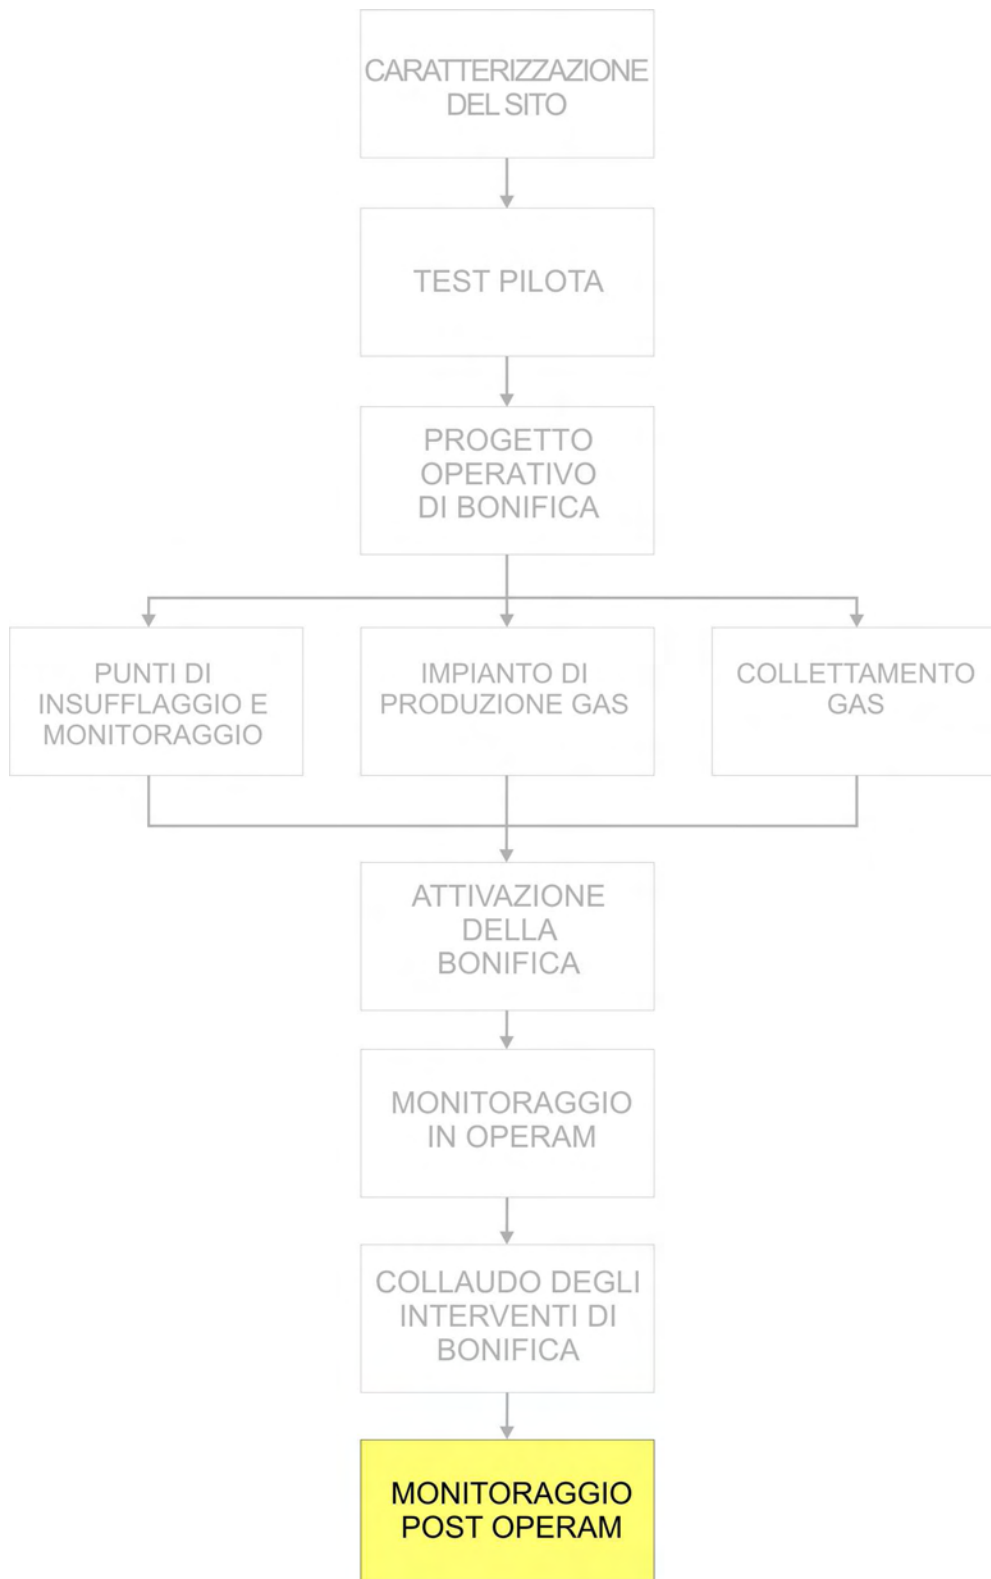 CARATTERIZZAZIONE
DEL SITO
TEST PILOTA
PROGETTO
OPERATIVO
DI BONIFICA
PUNTI DI
INSUFFLAGGIO E
MONITORAGGIO
IMPIANTO DI
PRODUZIONE GAS
COLLETTAMENTO
GAS
ATTIVAZIONE
DELLA
BONIFICA
MONITORAGGIO
IN OPERAM
COLLAUDO DEGLI
INTERVENTI DI
BONIFICA
MONITORAGGIO
POST OPERAM